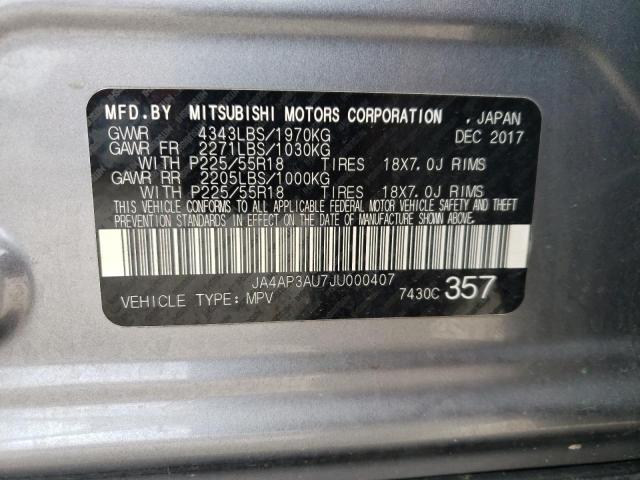 MFD.BY MITSUBISHI MOTORS CORPORATION , JAPAN
GVWR 4343LBS/1970KG DEC 2017
GAWR FR 2271LBS/1030KG
WITH P225/55R18 TIRES 18X7.0J RIMS
GAWR RR 2205LBS/1000KG
WITH P225/55R18 TIRES 18X7.0J RIMS
THIS VEHICLE CONFORMS TO ALL APPLICABLE FEDERAL MOTOR VEHICLE SAFETY AND THEFT
PREVENTION STANDARDS IN EFFECT ON THE DATE OF MANUFACTURE SHOWN ABOVE.
JA4AP3AU7JU000407
VEHICLE TYPE: MPV 7430C 357